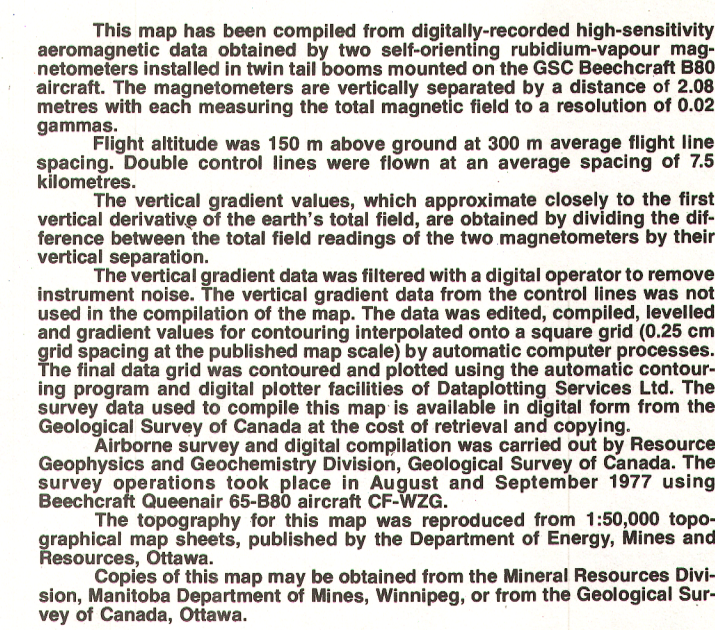 This map has been compiled from digitally-recorded high-sensitivity
aeromagnetic data obtained by two self-orienting rubidium-vapour mag-
netometers installed in twin tail booms mounted on the GSC Beechcraft B80
aircraft. The magnetometers are vertically separated by a distance of 2.08
metres with each measuring the total magnetic field to a resolution of 0.02
gammas.
Flight altitude was 150 m above ground at 300 m average flight line
spacing. Double control lines were flown at an average spacing of 7.5
kilometres.
The vertical gradient values, which approximate closely to the first
vertical derivative of the earth's total field, are obtained by dividing the dif-
ference between the total field readings of the two magnetometers by their
vertical separation.
The vertical gradient data was filtered with a digital operator to remove
instrument noise. The vertical gradient data from the control lines was not
used in the compilation of the map. The data was edited, compiled, levelled
and gradient values for contouring interpolated onto a square grid (0.25 cm
grid spacing at the published map scale) by automatic computer processes.
The final data grid was contoured and plotted using the automatic contour-
ing program and digital plotter facilities of Dataplotting Services Ltd. The
survey data used to compile this map is available in digital form from the
Geological Survey of Canada at the cost of retrieval and copying.
Airborne survey and digital compilation was carried out by Resource
Geophysics and Geochemistry Division, Geological Survey of Canada. The
survey operations took place in August and September 1977 using
Beechcraft Queenair 65-B80 aircraft CF-WZG.
The topography for this map was reproduced from 1:50,000 topo-
graphical map sheets, published by the Department of Energy, Mines and
Resources, Ottawa.
Copies of this map may be obtained from the Mineral Resources Divi-
sion, Manitoba Department of Mines, Winnipeg, or from the Geological Sur-
vey of Canada, Ottawa.